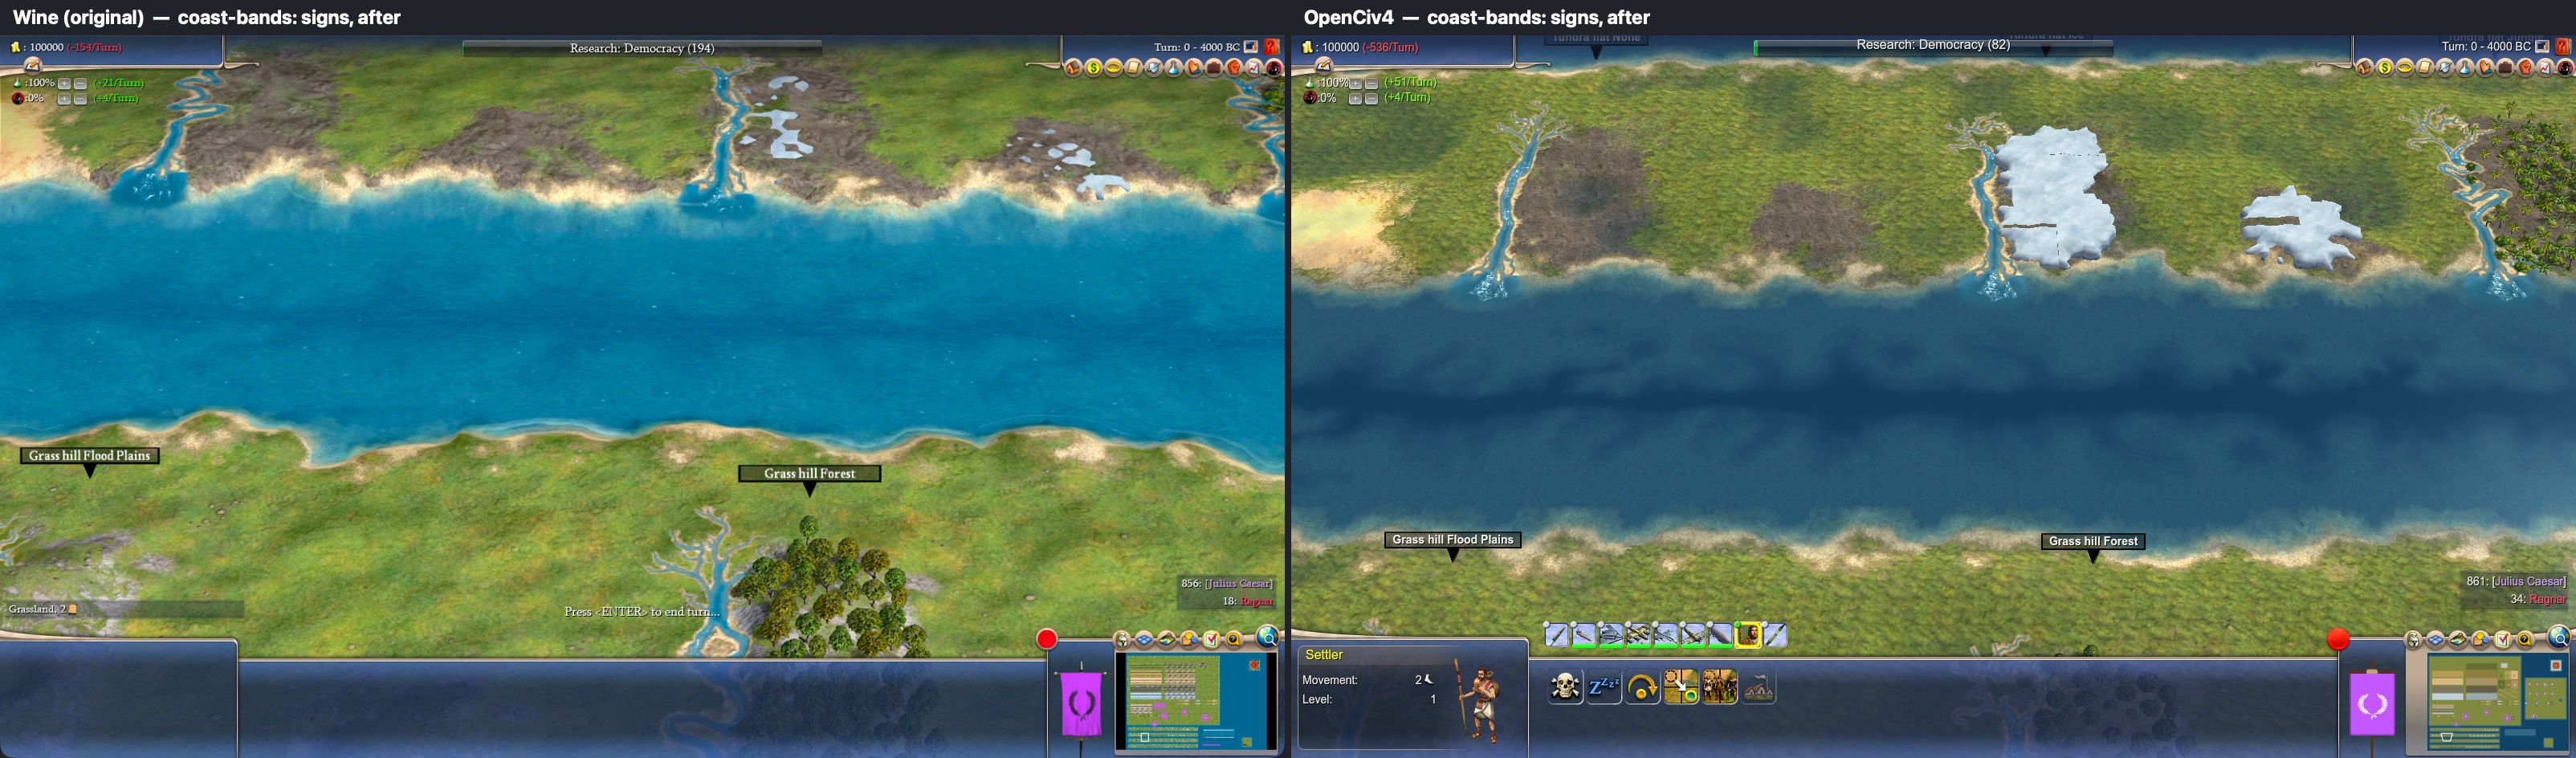 Wine (original) — coast-bands: signs, after
: 100000 (-154/Turn)
Research: Democracy (194)
Turn: 0 - 4000 BC
:100% (+21/Turn)
:0% (+4/Turn)
Grass hill Flood Plains
Grass hill Forest
856: [Julius Caesar]
18: Ragnar
Grassland, 2
Press <ENTER> to end turn...
OpenCiv4 — coast-bands: signs, after
: 100000 (-536/Turn)
Tundra flat None
Research: Democracy (82)
Turn: 0 - 4000 BC
:100% (+51/Turn)
:0% (+4/Turn)
Grass hill Flood Plains
Grass hill Forest
861: [Julius Caesar]
34: Ragnar
Settler
Movement: 2
Level: 1
ZZZzz